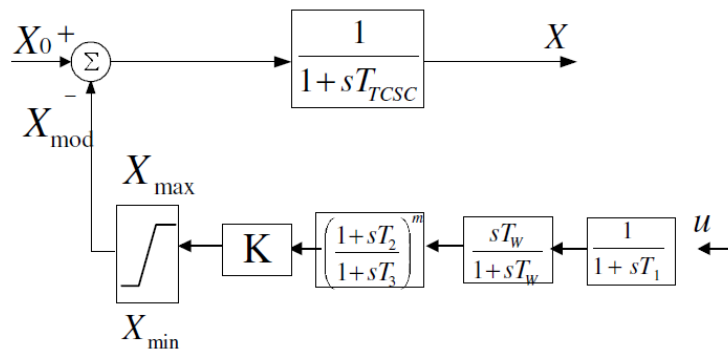 X₀ +
Σ
−
1
1 + sT_TCSC
X
X_mod
X_max
X_min
K
(1 + sT₂ / 1 + sT₃)^m
sT_W
1 + sT_W
1
1 + sT₁
u